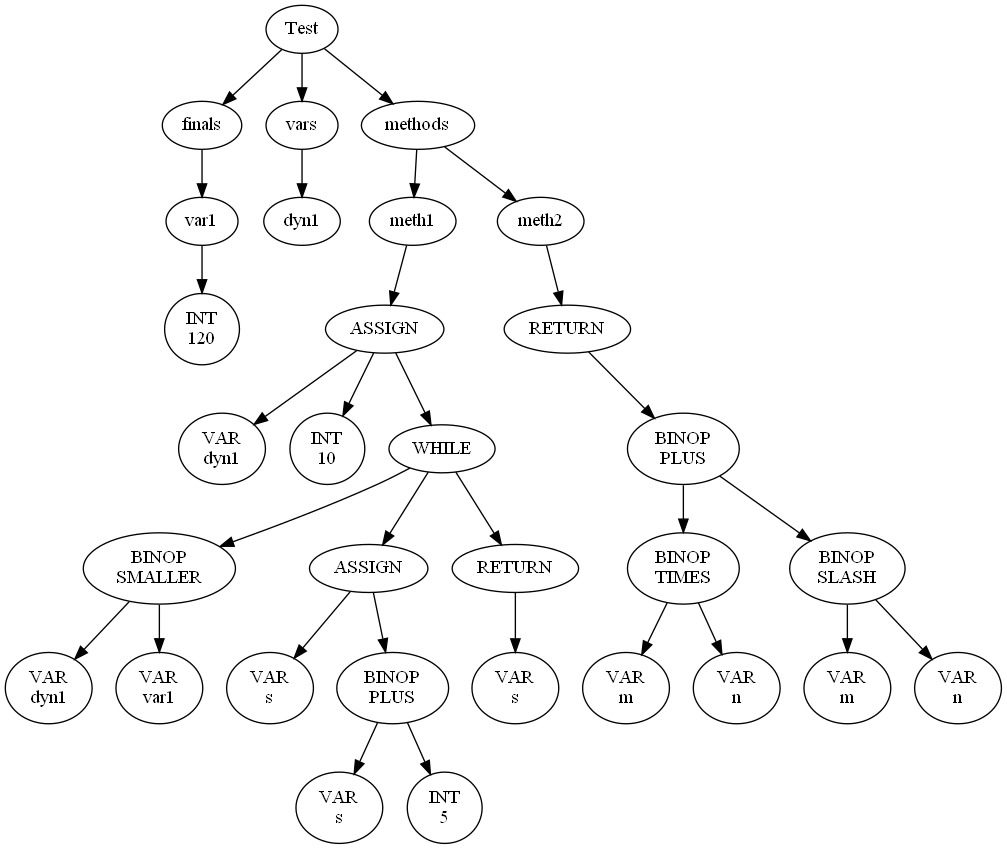 Test
finals
vars
methods
var1
dyn1
meth1
meth2
INT
120
ASSIGN
RETURN
VAR
dyn1
INT
10
WHILE
BINOP
PLUS
BINOP
SMALLER
ASSIGN
RETURN
BINOP
TIMES
BINOP
SLASH
VAR
dyn1
VAR
var1
VAR
s
BINOP
PLUS
VAR
s
VAR
m
VAR
n
VAR
m
VAR
n
VAR
s
INT
5